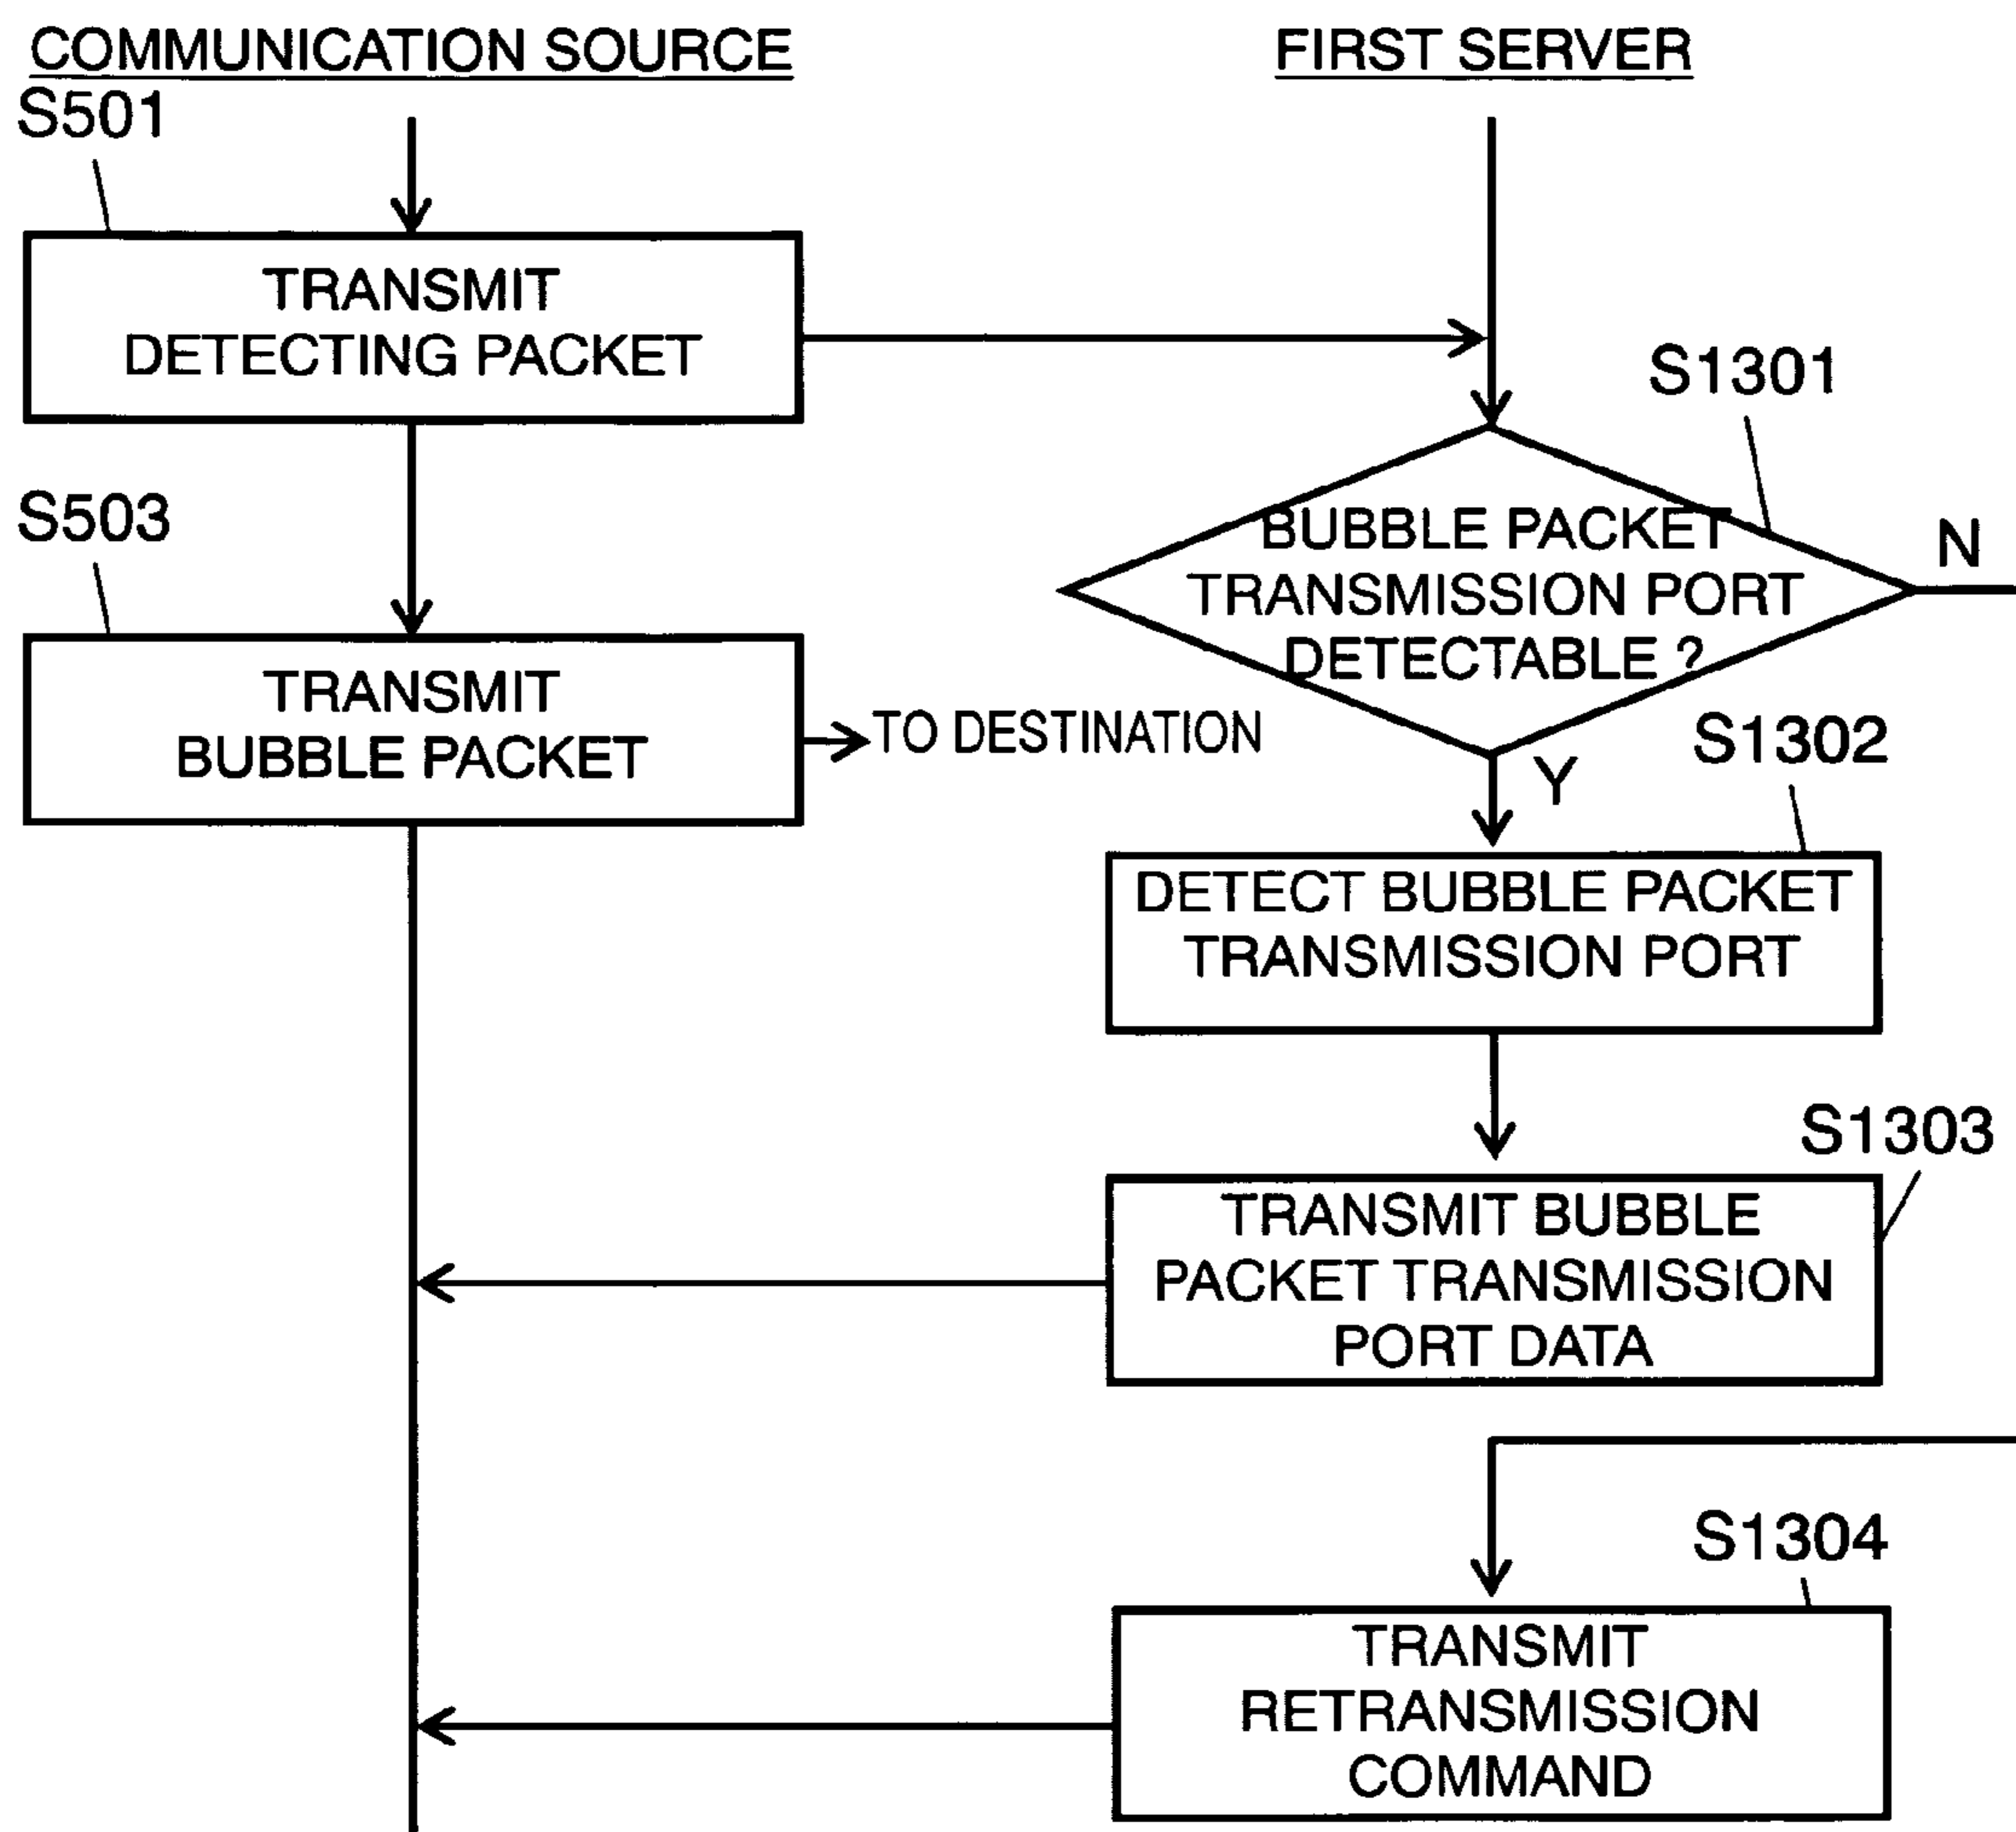 COMMUNICATION SOURCE
FIRST SERVER
S501
TRANSMIT
DETECTING PACKET
S1301
S503
BUBBLE PACKET
TRANSMISSION PORT
DETECTABLE ?
N
TRANSMIT
BUBBLE PACKET
TO DESTINATION
Y
S1302
DETECT BUBBLE PACKET
TRANSMISSION PORT
S1303
TRANSMIT BUBBLE
PACKET TRANSMISSION
PORT DATA
S1304
TRANSMIT
RETRANSMISSION
COMMAND